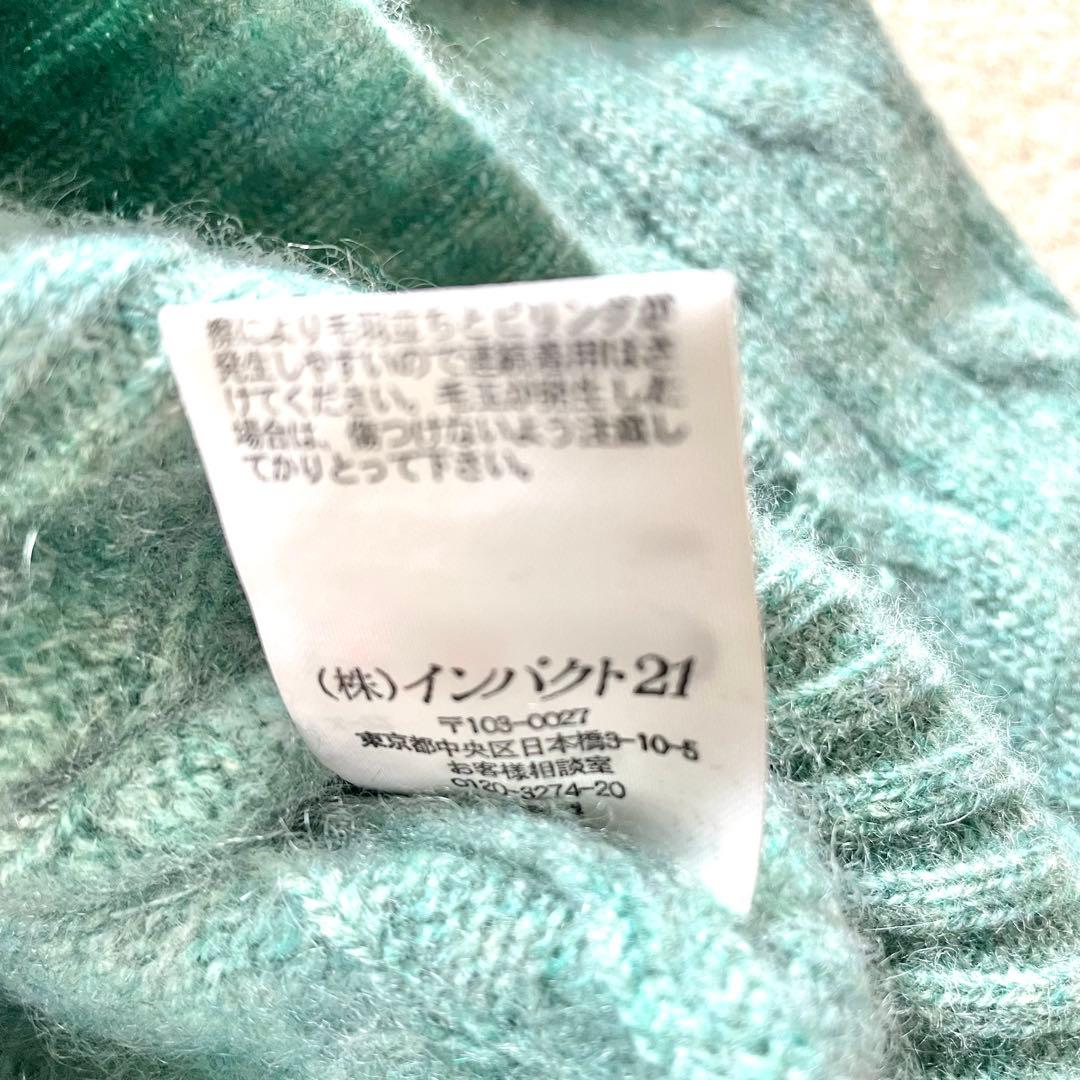 擦により毛羽立ちとピリングが
発生しやすいので連続着用はさ
けてください。毛玉が発生した
場合は、傷つけないよう注意し
てかりとって下さい。
(株)インパクト21
〒103-0027
東京都中央区日本橋3-10-5
お客様相談室
0120-3274-20